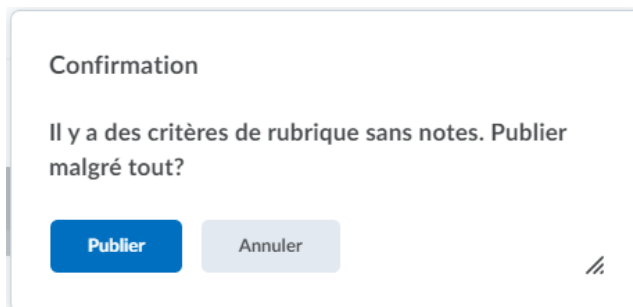 Confirmation
Il y a des critères de rubrique sans notes. Publier
malgré tout?
Publier
Annuler